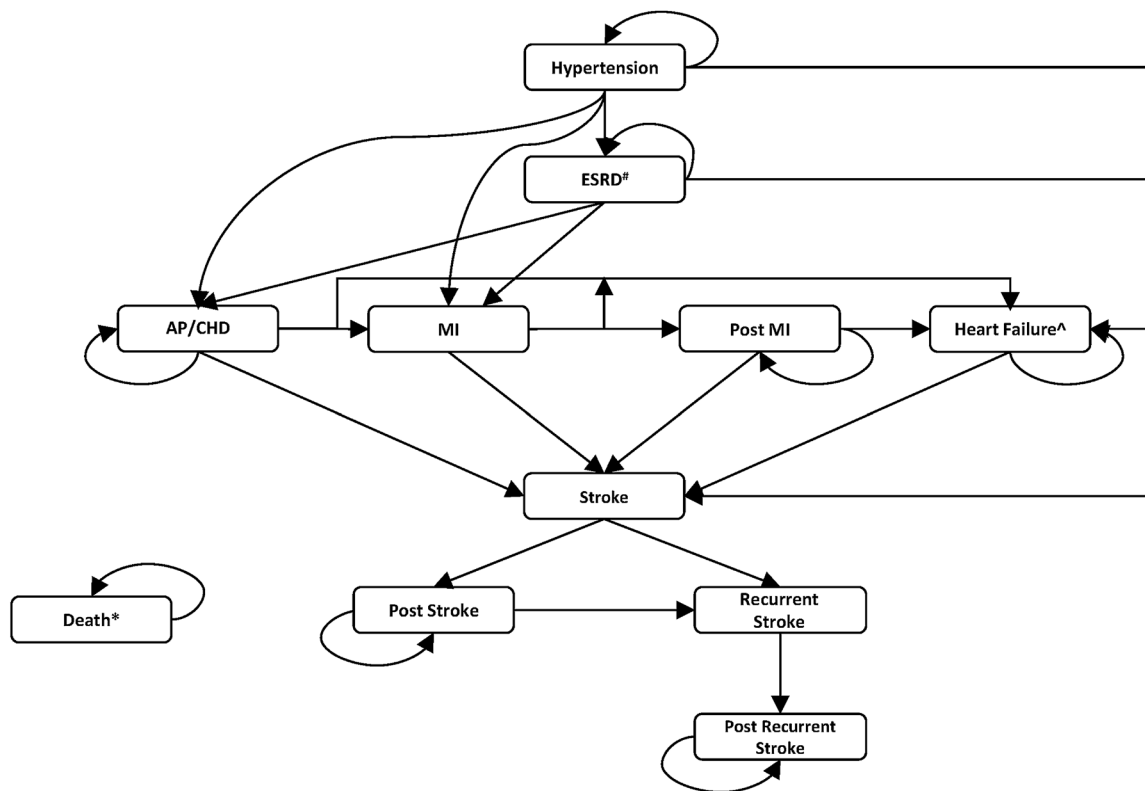 Hypertension
ESRD#
AP/CHD
MI
Post MI
Heart Failure^
Stroke
Death*
Post Stroke
Recurrent
Stroke
Post Recurrent
Stroke